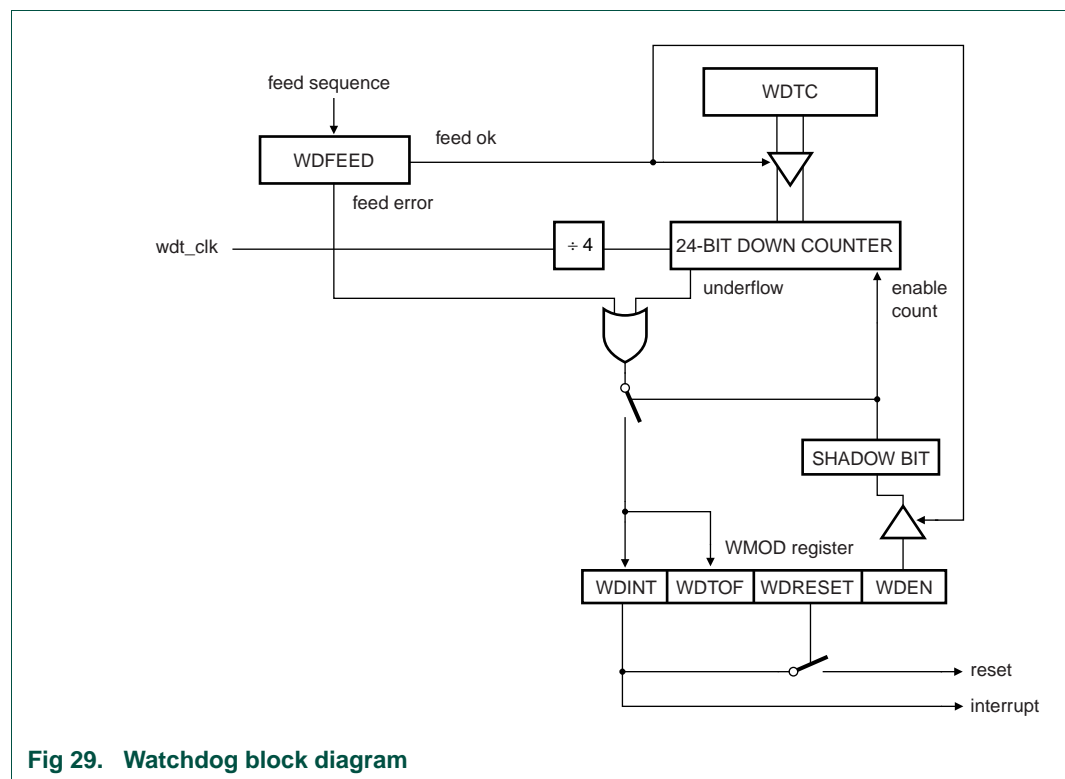 feed sequence
WDTC
feed ok
WDFEED
feed error
wdt_clk
÷ 4
24-BIT DOWN COUNTER
underflow
enable
count
SHADOW BIT
WMOD register
WDINT
WDTOF
WDRESET
WDEN
reset
interrupt
Fig 29. Watchdog block diagram